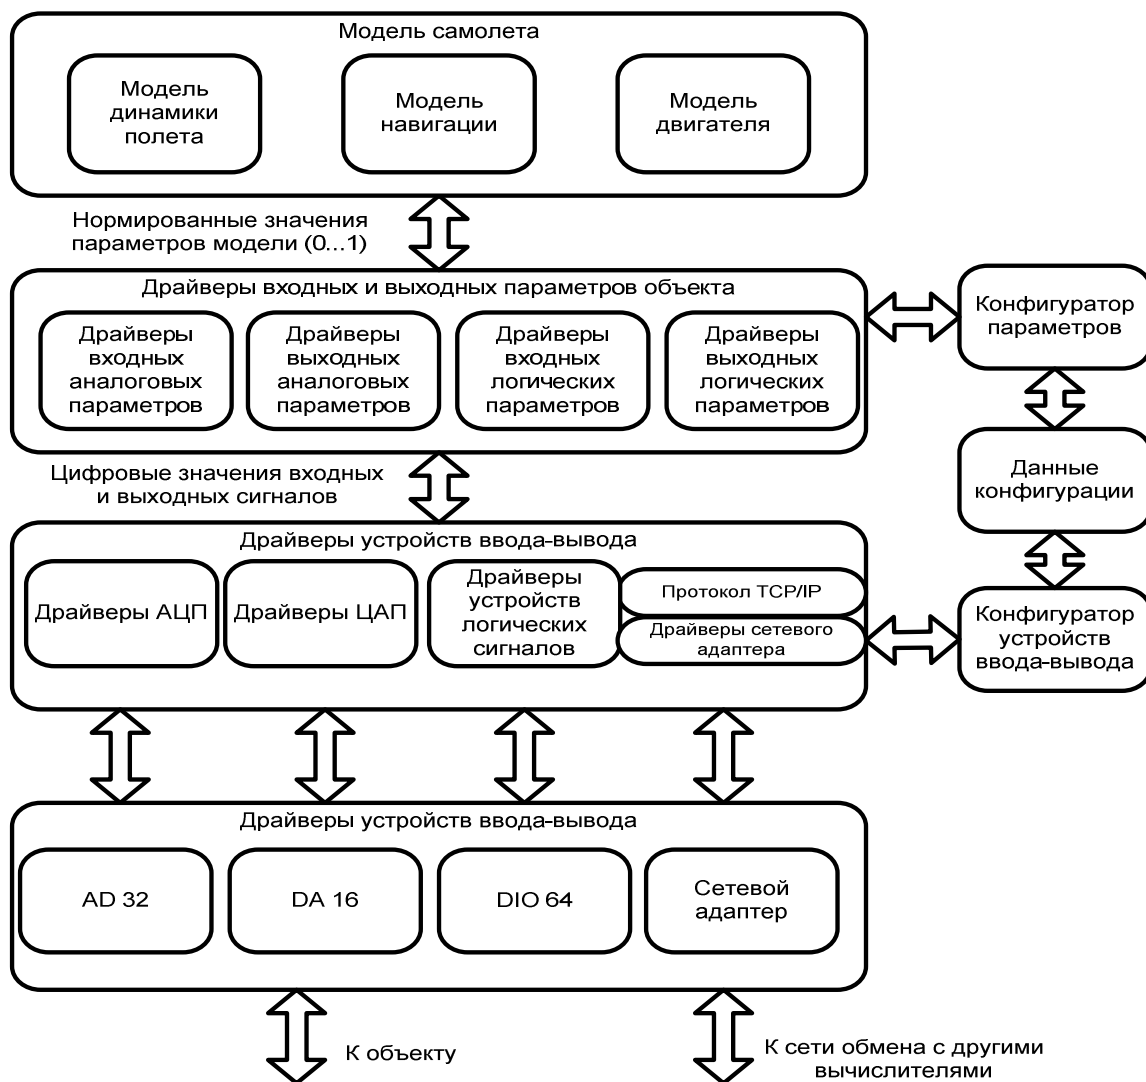 Модель самолета
Модель
динамики
полета
Модель
навигации
Модель
двигателя
Нормированные значения
параметров модели (0...1)
Драйверы входных и выходных параметров объекта
Драйверы
входных
аналоговых
параметров
Драйверы
выходных
аналоговых
параметров
Драйверы
входных
логических
параметров
Драйверы
выходных
логических
параметров
Конфигуратор
параметров
Данные
конфигурации
Цифровые значения входных
и выходных сигналов
Драйверы устройств ввода-вывода
Драйверы АЦП
Драйверы ЦАП
Драйверы
устройств
логических
сигналов
Протокол TCP/IP
Драйверы сетевого
адаптера
Конфигуратор
устройств
ввода-вывода
Драйверы устройств ввода-вывода
AD 32
DA 16
DIO 64
Сетевой
адаптер
К объекту
К сети обмена с другими
вычислителями